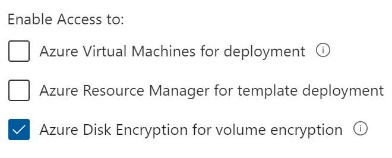 Enable Access to:
Azure Virtual Machines for deployment
Azure Resource Manager for template deployment
Azure Disk Encryption for volume encryption